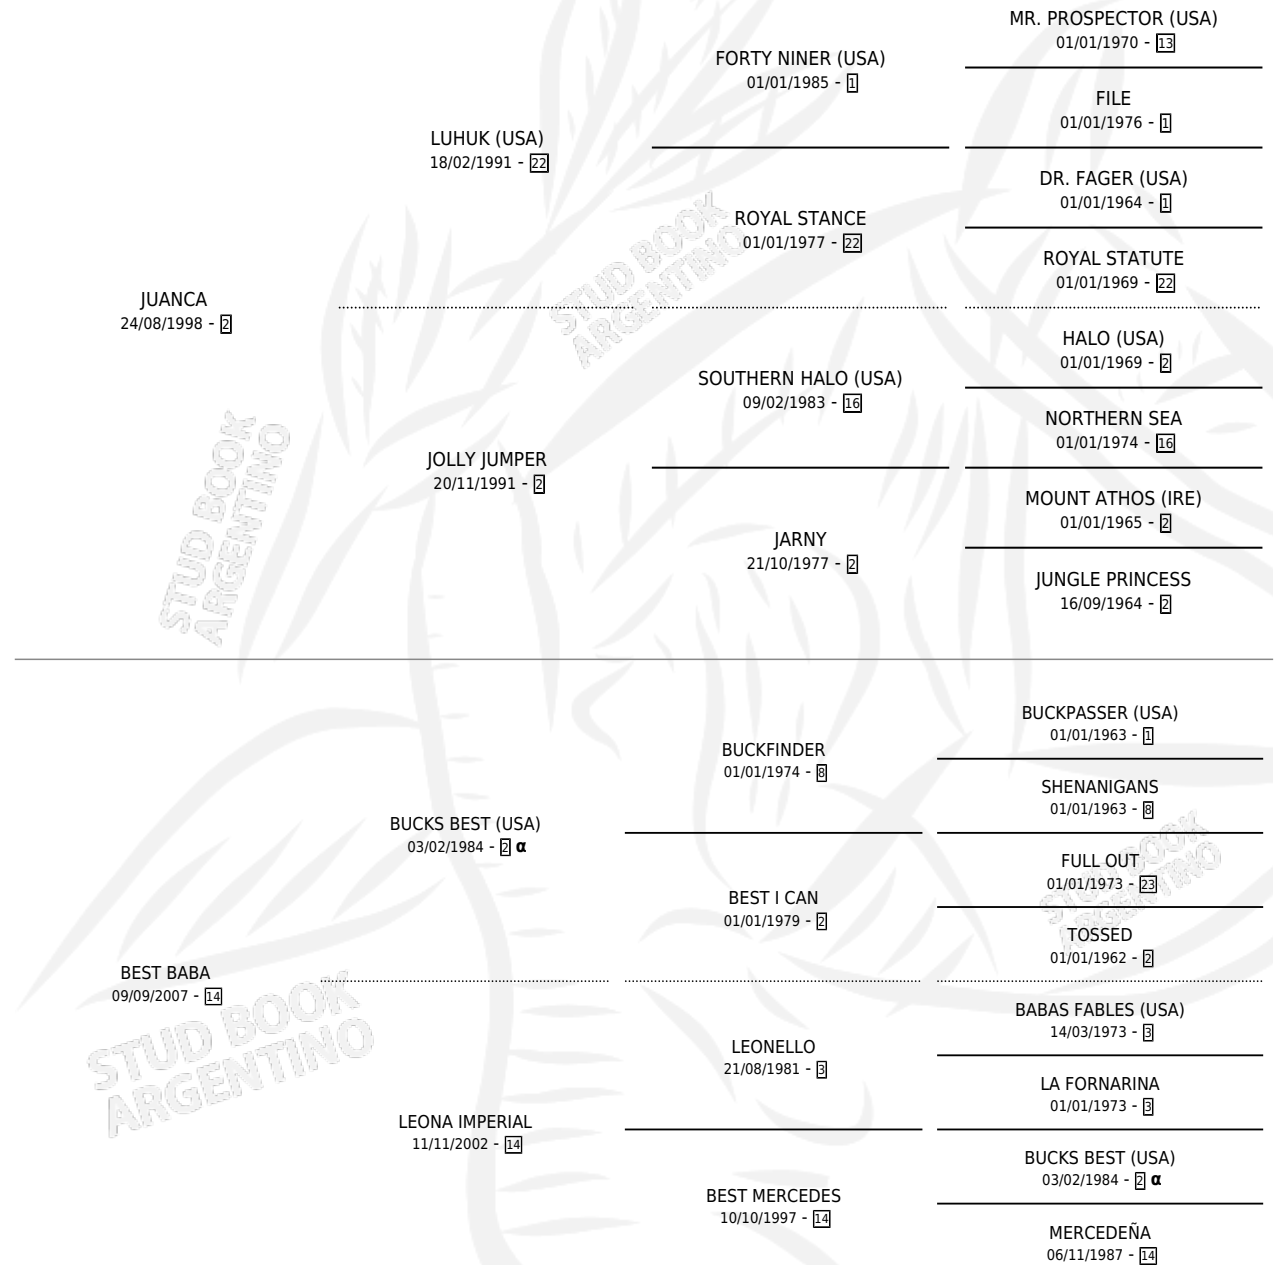 MR. PROSPECTOR (USA)
01/01/1970 - 13
FORTY NINER (USA)
01/01/1985 - 1
FILE
01/01/1976 - 1
LUHUK (USA)
18/02/1991 - 22
DR. FAGER (USA)
01/01/1964 - 1
ROYAL STANCE
01/01/1977 - 22
ROYAL STATUTE
01/01/1969 - 22
JUANCA
24/08/1998 - 2
HALO (USA)
01/01/1969 - 2
SOUTHERN HALO (USA)
09/02/1983 - 16
NORTHERN SEA
01/01/1974 - 16
JOLLY JUMPER
20/11/1991 - 2
MOUNT ATHOS (IRE)
01/01/1965 - 2
JARNY
21/10/1977 - 2
JUNGLE PRINCESS
16/09/1964 - 2
BUCKPASSER (USA)
01/01/1963 - 1
BUCKFINDER
01/01/1974 - 8
SHENANIGANS
01/01/1963 - 8
BUCKS BEST (USA)
03/02/1984 - 2 α
FULL OUT
01/01/1973 - 23
BEST I CAN
01/01/1979 - 2
TOSSED
01/01/1962 - 2
BEST BABA
09/09/2007 - 14
BABAS FABLES (USA)
14/03/1973 - 3
LEONELLO
21/08/1981 - 3
LA FORNARINA
01/01/1973 - 3
LEONA IMPERIAL
11/11/2002 - 14
BUCKS BEST (USA)
03/02/1984 - 2 α
BEST MERCEDES
10/10/1997 - 14
MERCEDEÑA
06/11/1987 - 14
STUD BOOK
ARGENTINO
STUD BOOK
ARGENTINO
STUD BOOK
ARGENTINO
STUD BOOK
ARGENTINO